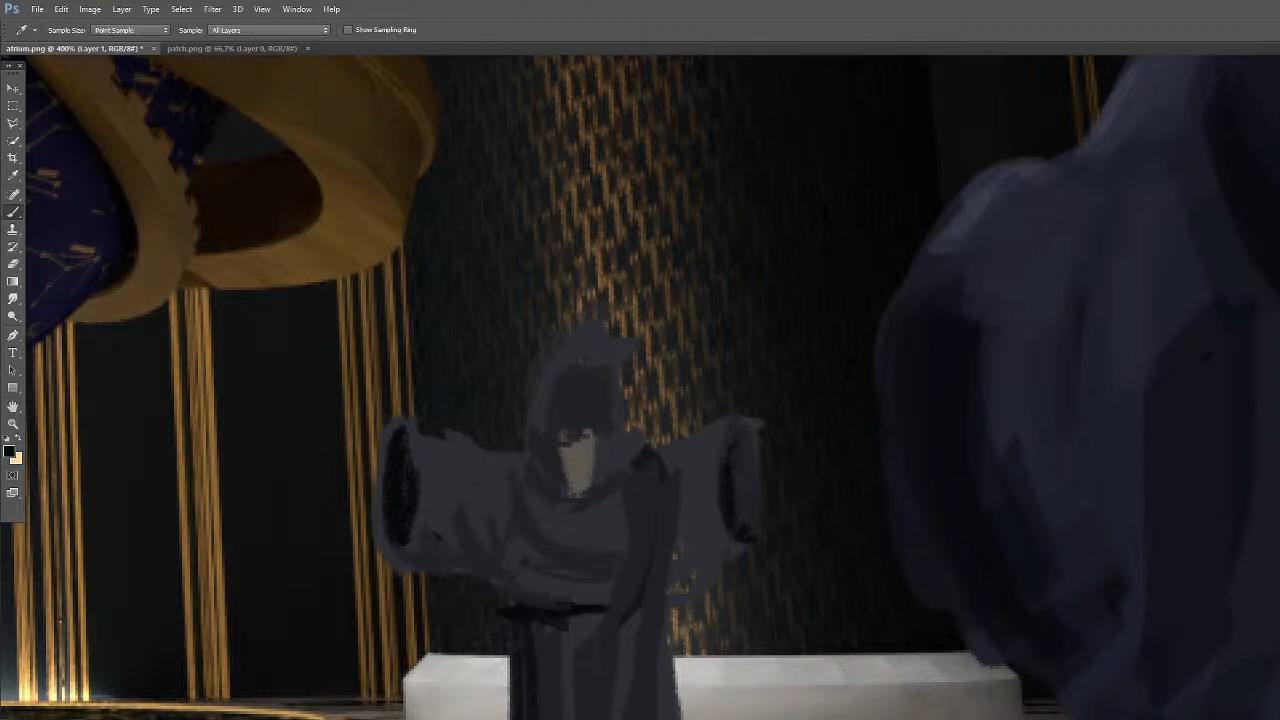 Ps File Edit Image Layer Type Select Filter 3D View Window Help
Sample Size: Point Sample Sample: All Layers Show Sampling Ring
atrium.png @ 400% (Layer 1, RGB/8#) * × patch.png @ 66.7% (Layer 0, RGB/8#) ×
T